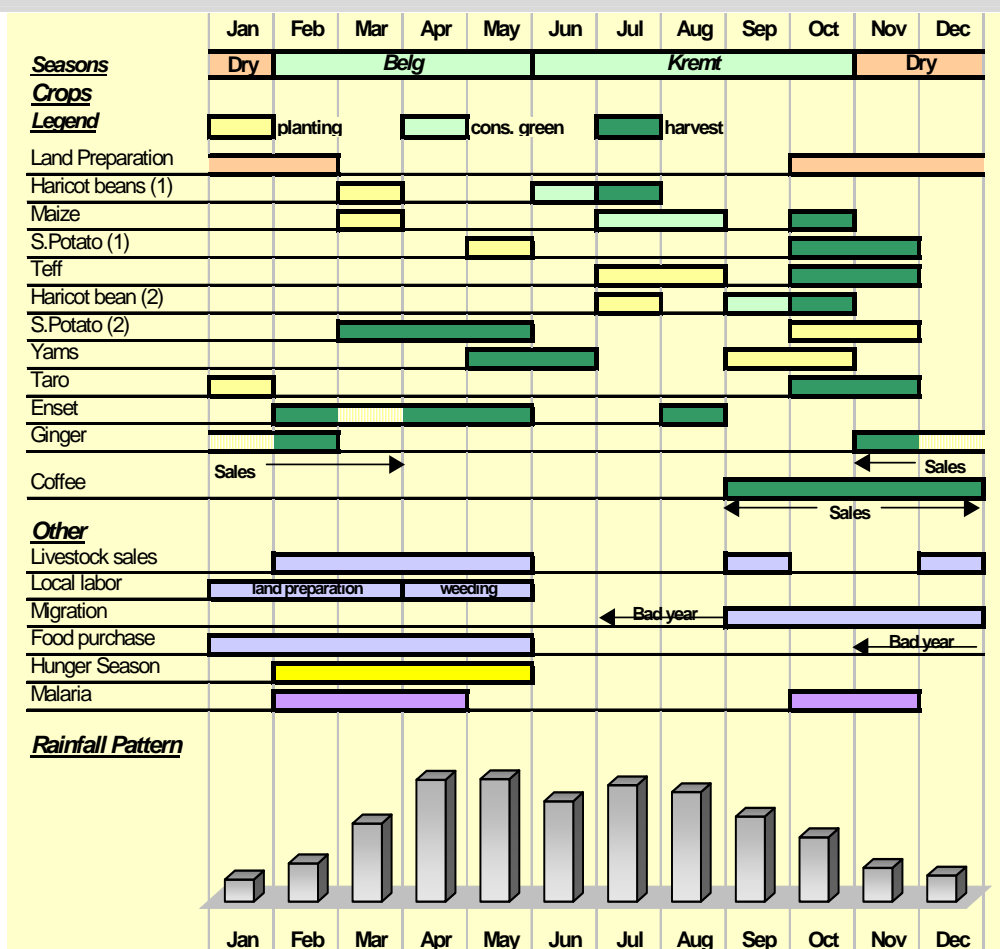 Jan Feb Mar Apr May Jun Jul Aug Sep Oct Nov Dec
Seasons Dry Belg Kremt Dry
Crops
Legend planting cons. green harvest
Land Preparation
Haricot beans (1)
Maize
S.Potato (1)
Teff
Haricot bean (2)
S.Potato (2)
Yams
Taro
Enset
Ginger
Sales Sales
Coffee
Sales
Other
Livestock sales
Local labor land preparation weeding
Migration Bad year
Food purchase Bad year
Hunger Season
Malaria
Rainfall Pattern
Jan Feb Mar Apr May Jun Jul Aug Sep Oct Nov Dec